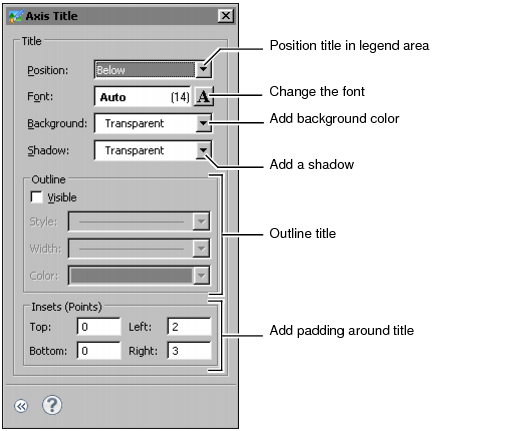 Axis Title
Title
Position: Below
Position title in legend area
Font: Auto (14) A
Change the font
Background: Transparent
Add background color
Shadow: Transparent
Add a shadow
Outline
Visible
Style:
Width:
Color:
Outline title
Insets (Points)
Top: 0 Left: 2
Bottom: 0 Right: 3
Add padding around title
?